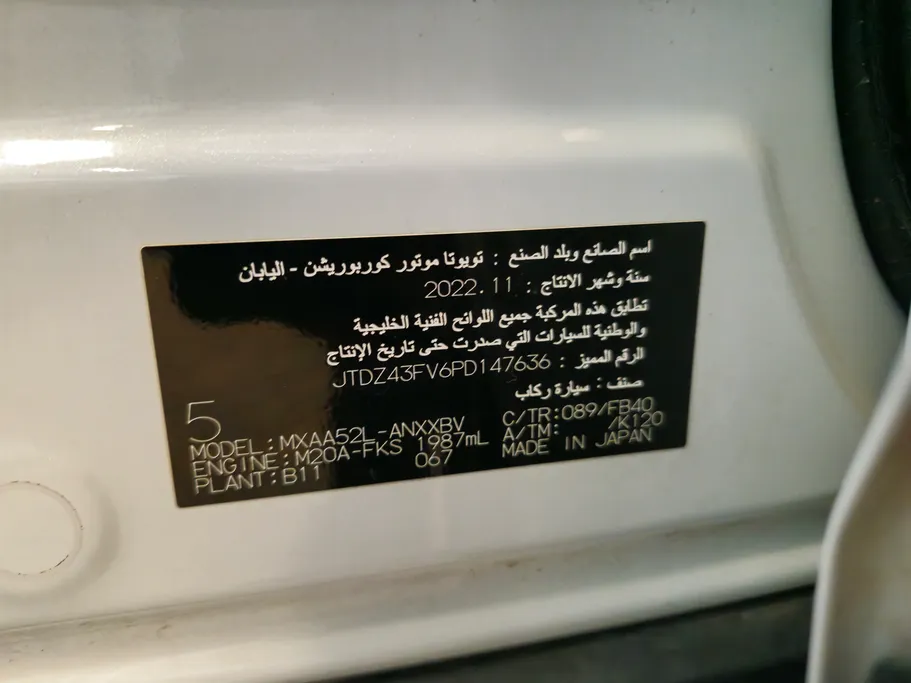 اسم الصانع وبلد الصنع : تويوتا موتور كوربوريشن - اليابان
سنة وشهر الانتاج : 2022.11
تطابق هذه المركبة جميع اللوائح الفنية الخليجية
والوطنية للسيارات التي صدرت حتى تاريخ الإنتاج
الرقم المميز : JTDZ43FV6PD147636
صنف : سيارة ركاب
5
MODEL:MXAA52L-ANXXBV C/TR:089/FB40
ENGINE:M20A-FKS 1987mL A/TM: /K120
PLANT:B11 067 MADE IN JAPAN